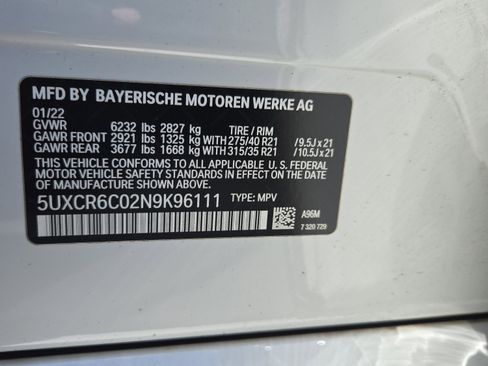 MFD BY BAYERISCHE MOTOREN WERKE AG
01/22
GVWR 6232 lbs 2827 kg TIRE / RIM
GAWR FRONT 2921 lbs 1325 kg 275/40 R21 / 9.5J x 21
GAWR REAR 3677 lbs 1668 kg 315/35 R21 / 10.5J x 21
THIS VEHICLE CONFORMS TO ALL APPLICABLE U. S. FEDERAL
MOTOR VEHICLE SAFETY STANDARDS IN EFFECT
ON THE DATE OF MANUFACTURE SHOWN ABOVE.
5UXCR6C02N9K96111 TYPE: MPV
A96M
7 320 729